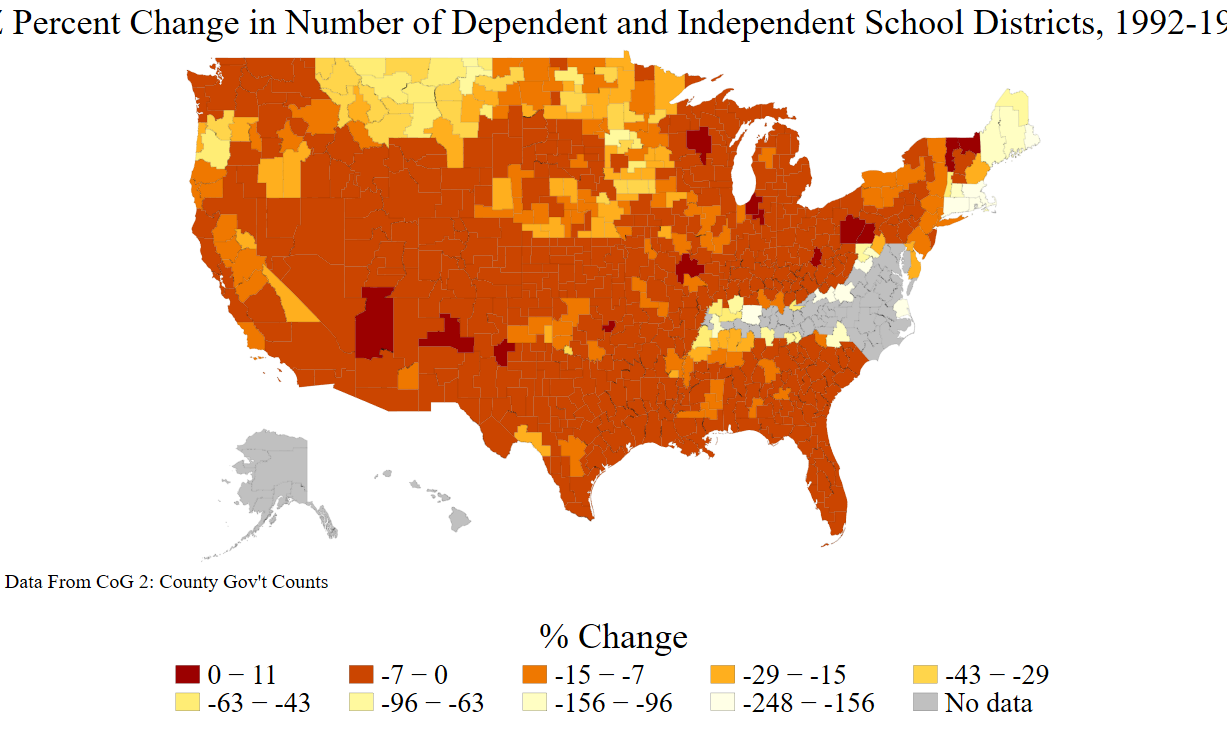 Percent Change in Number of Dependent and Independent School Districts, 1992-19
Data From CoG 2: County Gov't Counts
% Change
0 – 11 -7 – 0 -15 – -7 -29 – -15 -43 – -29
-63 – -43 -96 – -63 -156 – -96 -248 – -156 No data